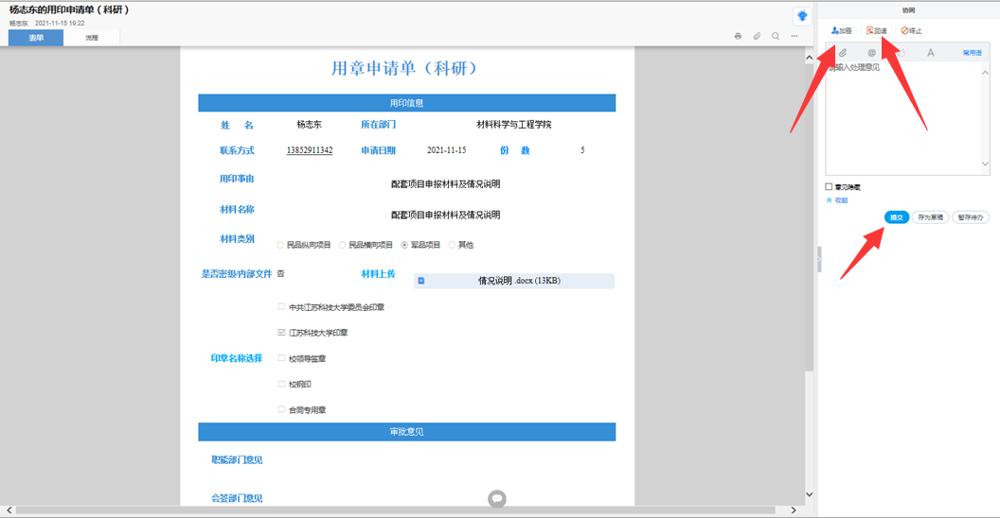 杨志东的用印申请单（科研）
杨志东 2021-11-15 19:22
表单 流程
用章申请单（科研）
用印信息
姓 名 杨志东 所在部门 材料科学与工程学院
联系方式 13852911342 申请日期 2021-11-15 份 数 5
用印事由 配套项目申报材料及情况说明
材料名称 配套项目申报材料及情况说明
材料类别 民品纵向项目 民品横向项目 军品项目 其他
是否密级/内部文件 否 材料上传 情况说明 .docx (13KB)
中共江苏科技大学委员会印章
江苏科技大学印章
印章名称选择 校领导签章
校钢印
合同专用章
审批意见
职能部门意见
会签部门意见
协同
加签 回退 终止
@ A 常用语
请输入处理意见
意见隐藏
收起
提交 存为草稿 暂存待办